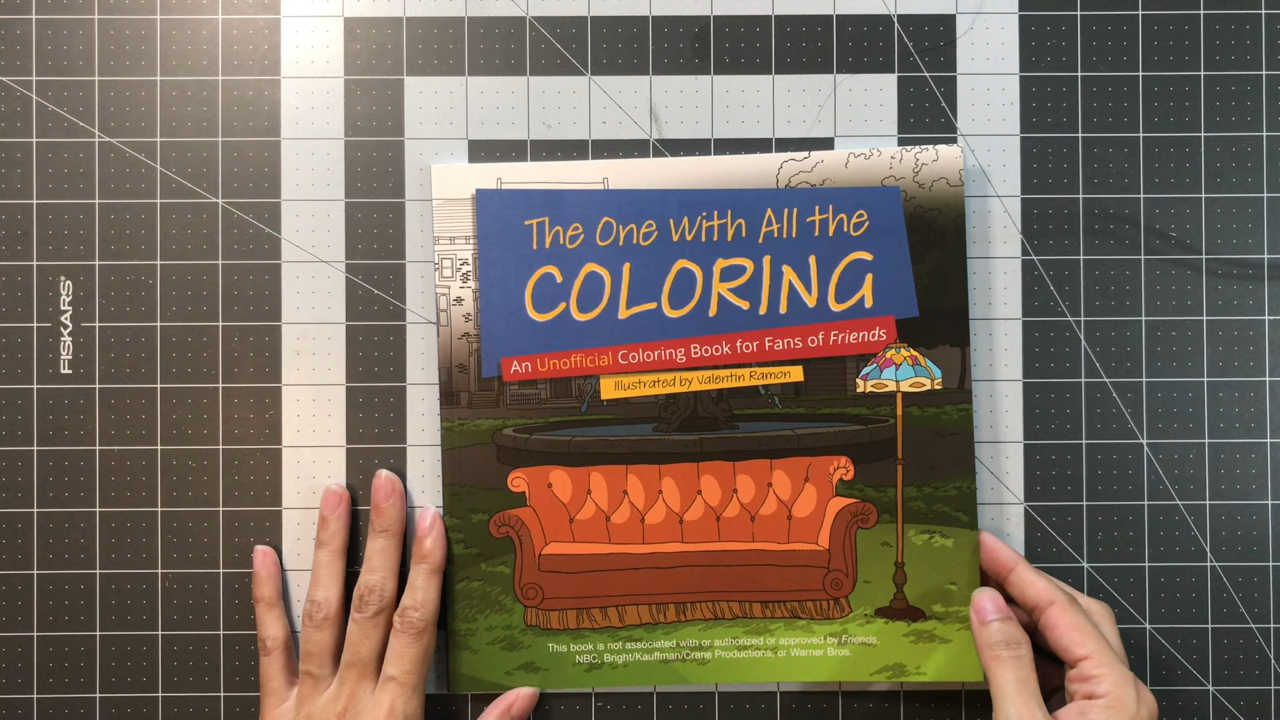 FISKARS®
The One With All the
COLORING
An Unofficial Coloring Book for Fans of Friends
Illustrated by Valentin Ramon
This book is not associated with or authorized or approved by Friends,
NBC, Bright/Kauffman/Crane Productions, or Warner Bros.